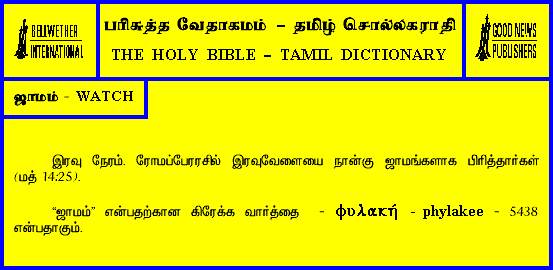 BELLWETHER
INTERNATIONAL
பரிசுத்த வேதாகமம் – தமிழ் சொல்லகராதி
THE HOLY BIBLE – TAMIL DICTIONARY
GOOD NEWS
PUBLISHERS
ஜாமம் - WATCH
இரவு நேரம். ரோமப்பேரரசில் இரவுவேளையை நான்கு ஜாமங்களாக பிரித்தார்கள்
(மத் 14:25).
“ஜாமம்” என்பதற்கான கிரேக்க வார்த்தை - φυλακή - phylakee - 5438
என்பதாகும்.